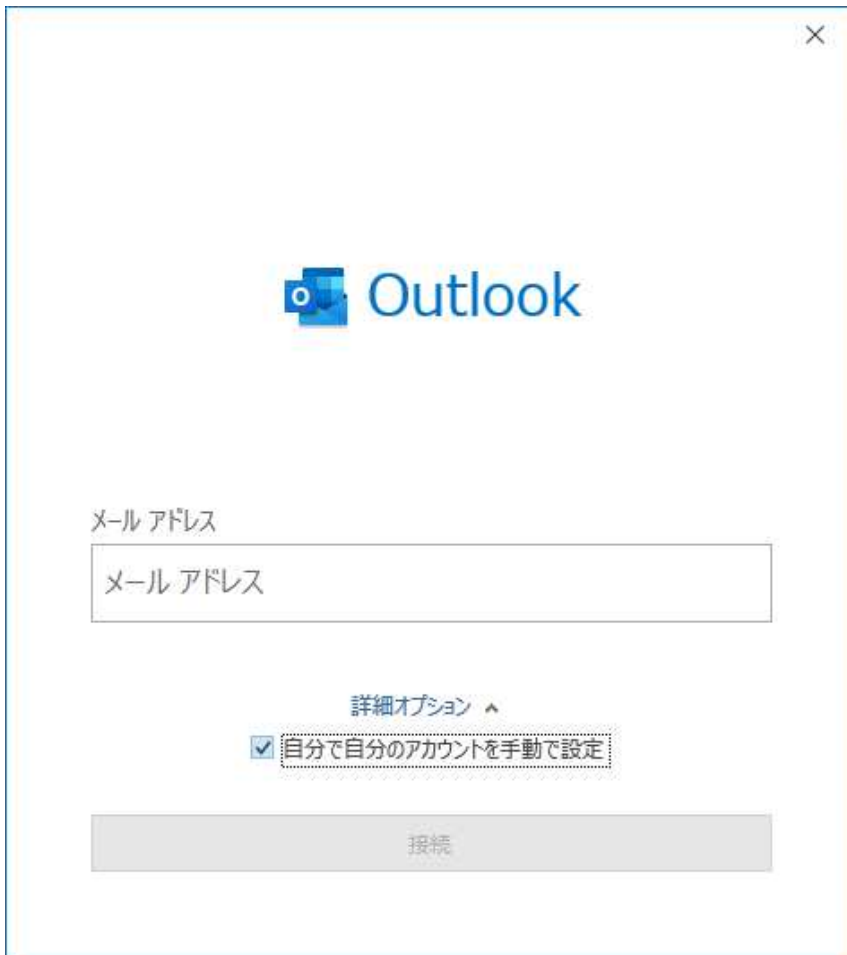 Outlook
メール アドレス
メール アドレス
詳細オプション
自分で自分のアカウントを手動で設定
接続